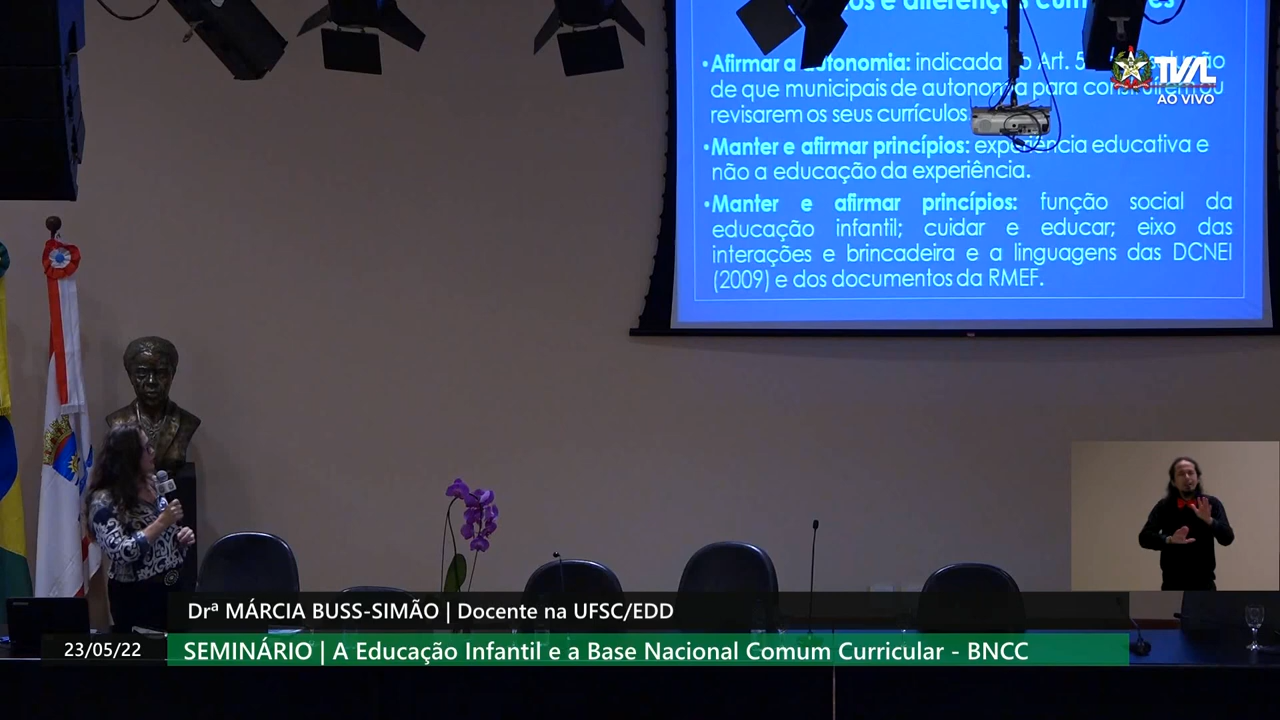 Afirmar a autonomia: indicada
de que municipais de autonomia para
revisarem os seus currículos.
Manter e afirmar princípios: experiência educativa e
não a educação da experiência.
Manter e afirmar princípios: função social da
educação infantil; cuidar e educar; eixo das
interações e brincadeira e a linguagens das DCNEI
(2009) e dos documentos da RMEF.
TVAL
AO VIVO
Drª MÁRCIA BUSS-SIMÃO | Docente na UFSC/EDD
23/05/22
SEMINÁRIO | A Educação Infantil e a Base Nacional Comum Curricular - BNCC